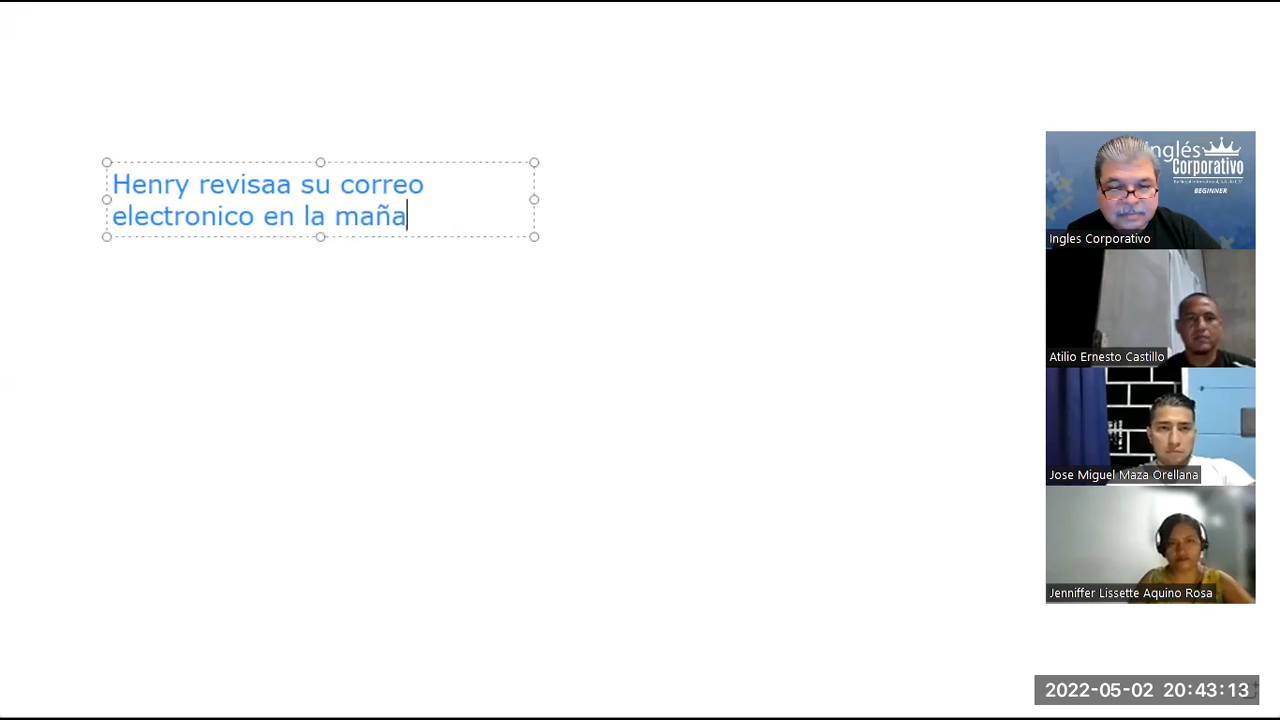 Henry revisaa su correo
electronico en la maña
Inglés
Corporativo
BEGINNER
Ingles Corporativo
Atilio Ernesto Castillo
Jose Miguel Maza Orellana
Jenniffer Lissette Aquino Rosa
2022-05-02 20:43:13